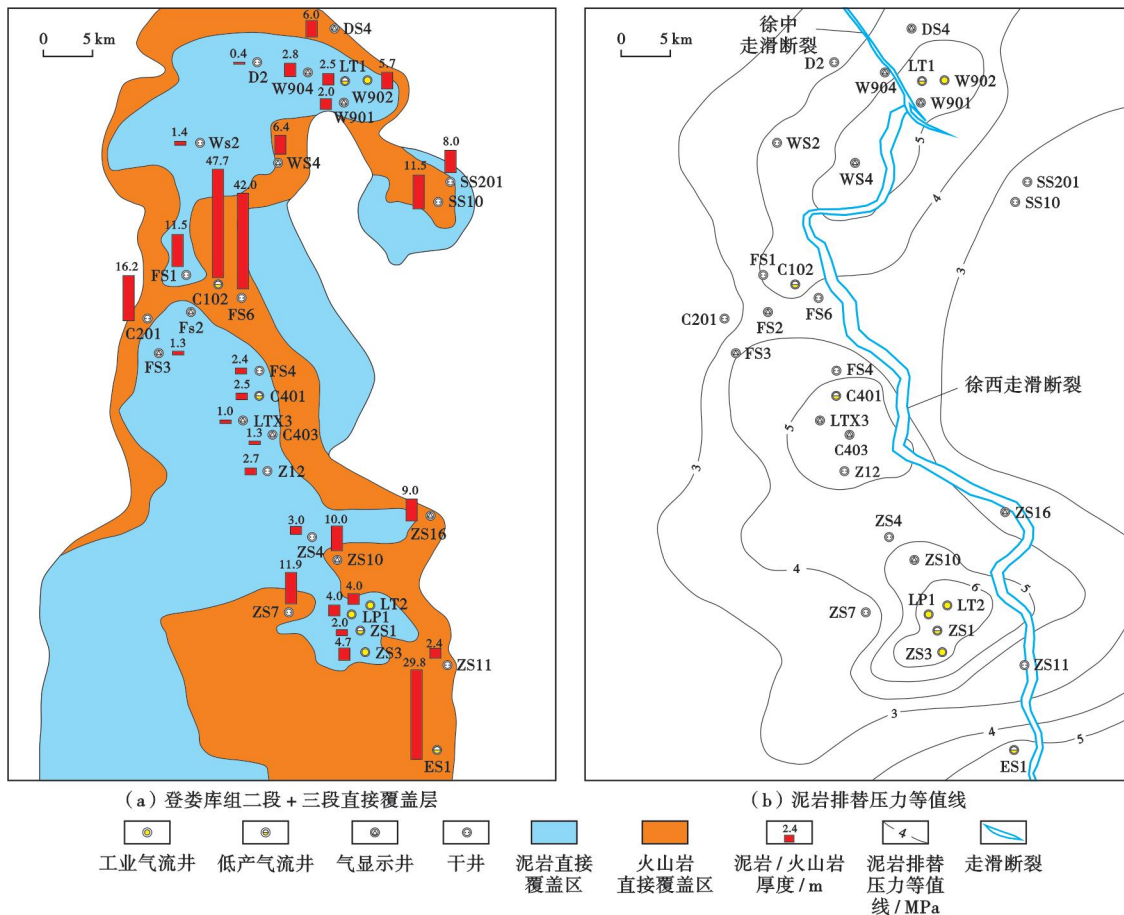 0 5 km
6.0
DS4
0.4
D2
2.8
W904
2.5
LT1
5.7
W902
2.0
W901
1.4
Ws2
6.4
WS4
8.0
SS201
11.5
SS10
47.7
42.0
11.5
FS1
C102
FS6
16.2
C201
Fs2
1.3
FS3
2.4
FS4
2.5
C401
1.0
LTX3
1.3
C403
2.7
Z12
9.0
ZS16
3.0
ZS4
10.0
ZS10
11.9
ZS7
4.0
4.0
LT2
LP1
2.0
ZS1
4.7
ZS3
2.4
ZS11
29.8
ES1
(a)登娄库组二段+三段直接覆盖层
0 5 km
徐中
走滑断裂
DS4
D2
W904
LT1
W902
W901
5
WS2
WS4
4
SS201
SS10
3
FS1
C102
FS6
C201
FS2
FS3
FS4
徐西走滑断裂
C401
5
LTX3
C403
Z12
3
ZS16
ZS4
ZS10
4
5
6
LP1
LT2
ZS7
ZS1
ZS3
ZS11
3
4
5
ES1
(b)泥岩排替压力等值线
2.4
4
工业气流井
低产气流井
气显示井
干井
泥岩直接
覆盖区
火山岩
直接覆盖区
泥岩/火山岩
厚度/m
泥岩排替
压力等值
线/MPa
走滑断裂